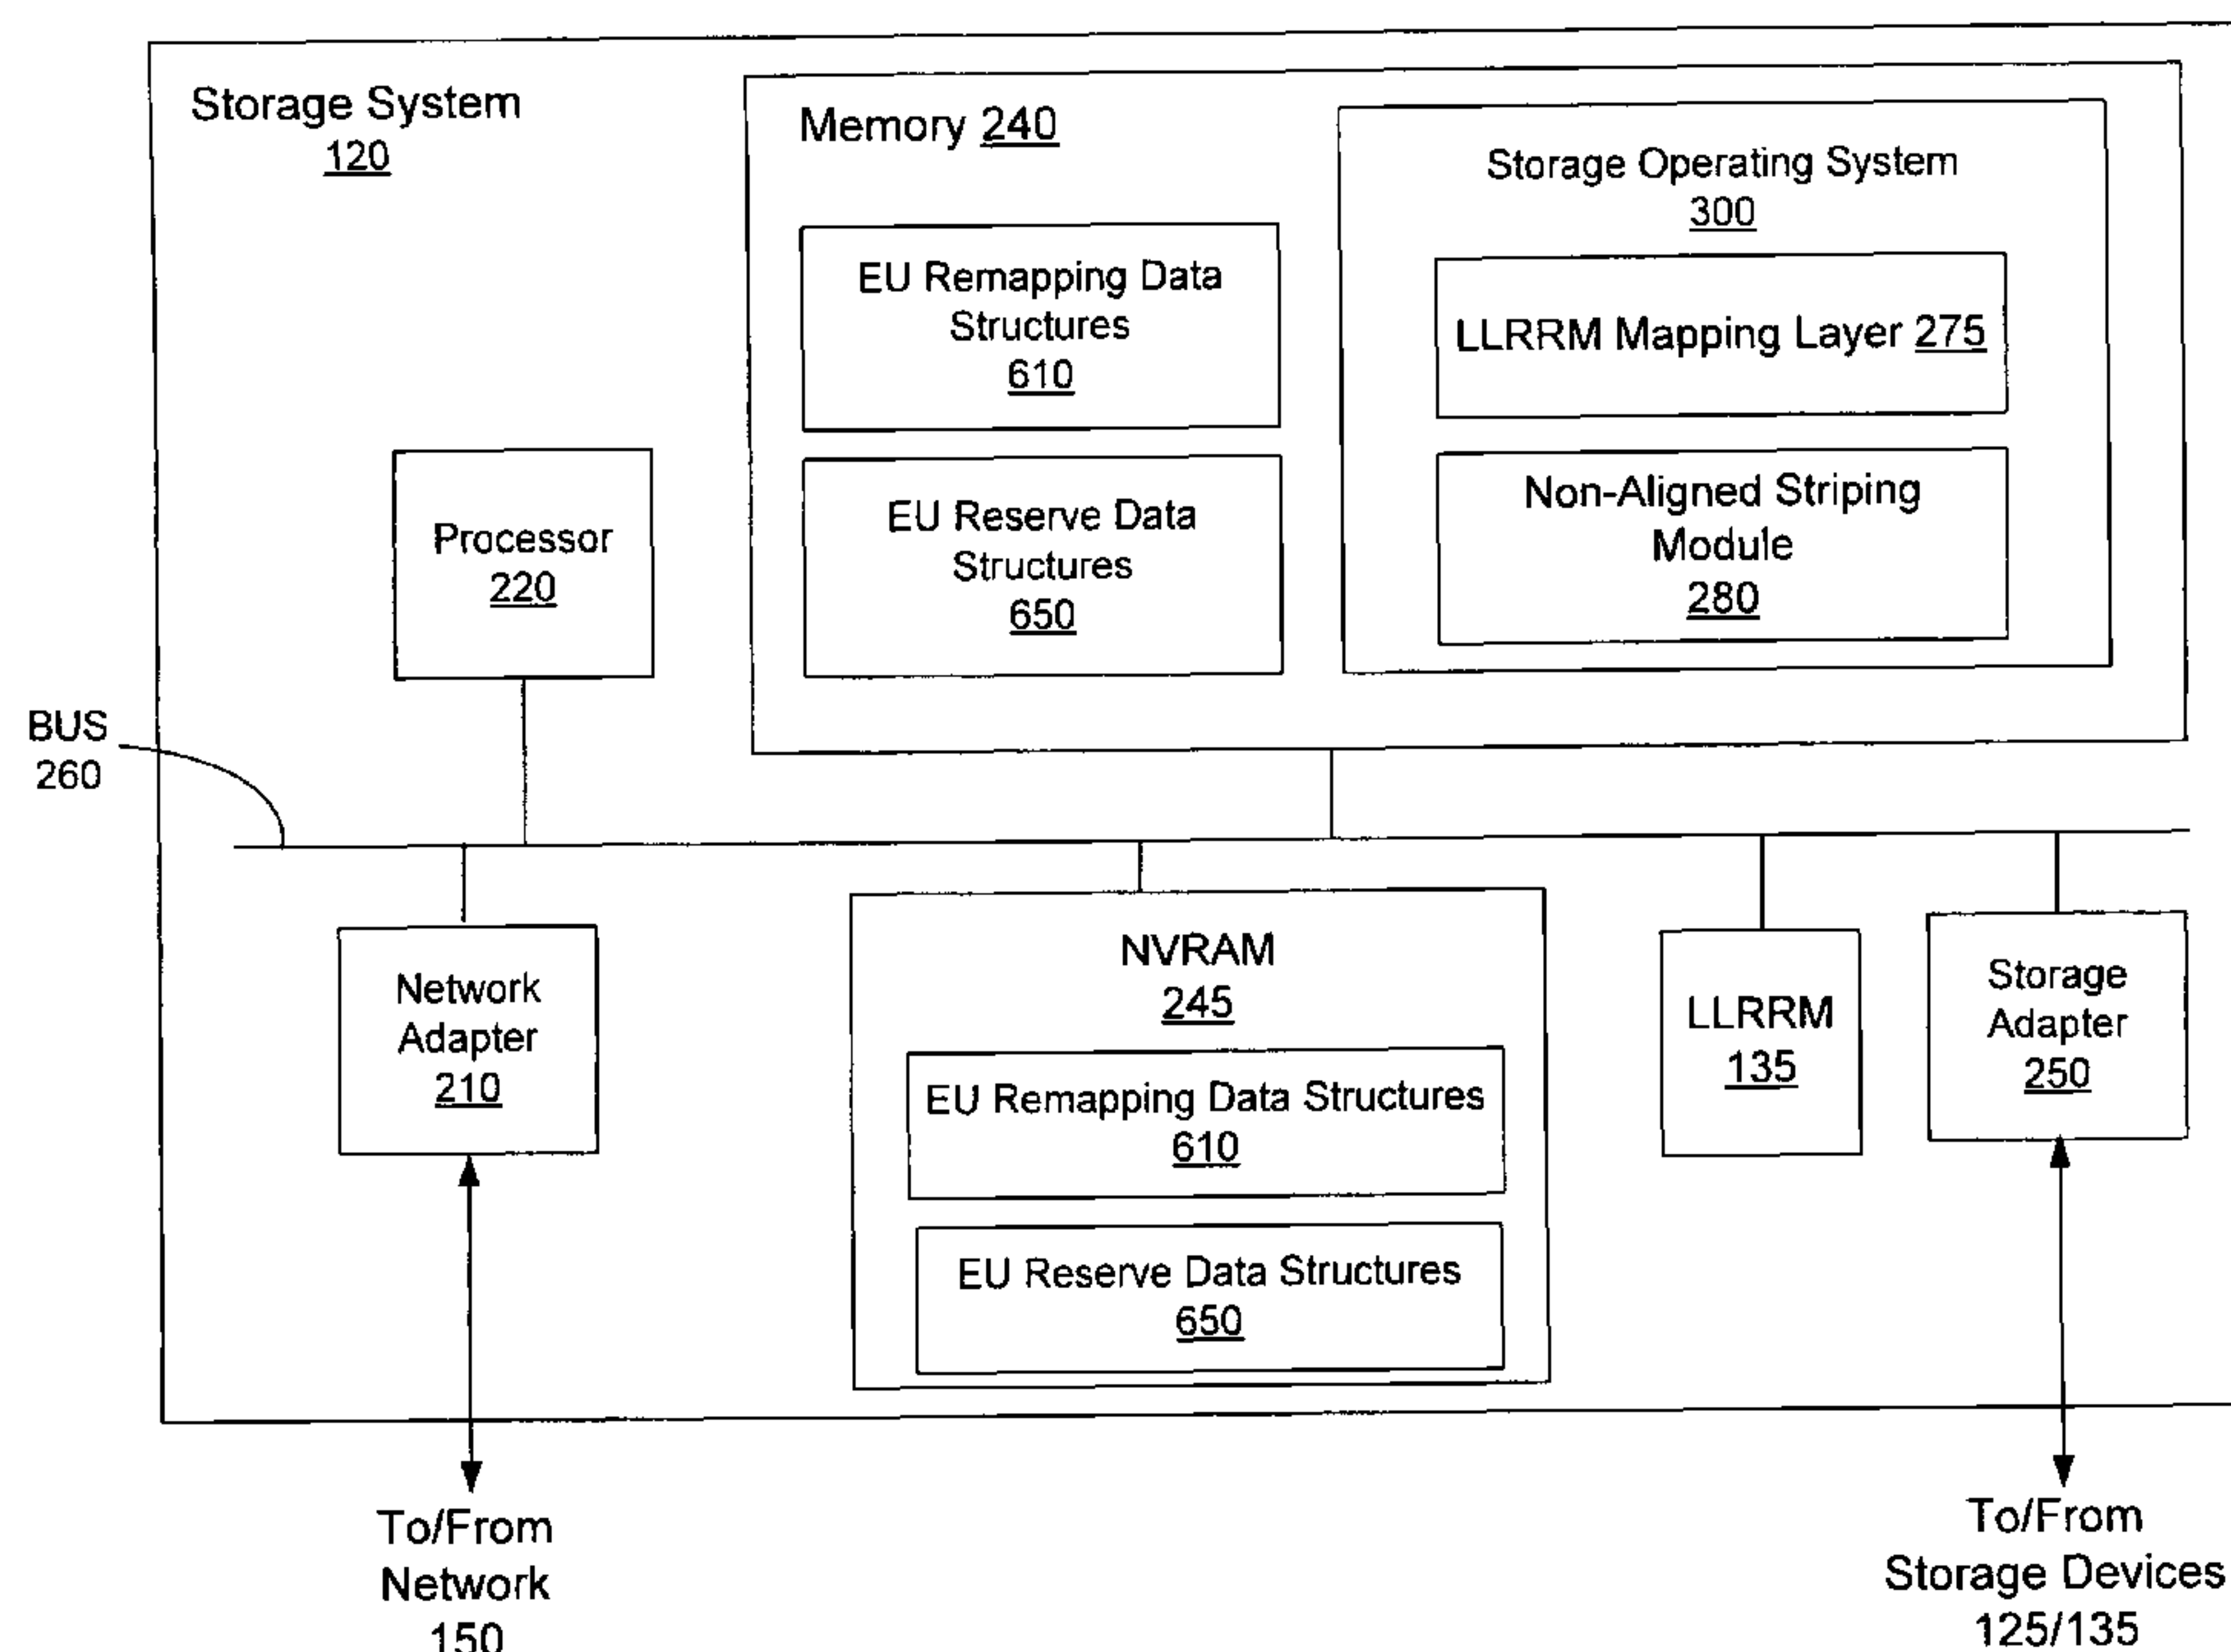 Storage System
120
Memory 240
Storage Operating System
300
EU Remapping Data
Structures
610
LLRRM Mapping Layer 275
EU Reserve Data
Structures
650
Non-Aligned Striping
Module
280
Processor
220
BUS
260
Network
Adapter
210
NVRAM
245
EU Remapping Data Structures
610
EU Reserve Data Structures
650
LLRRM
135
Storage
Adapter
250
To/From
Network
150
To/From
Storage Devices
125/135